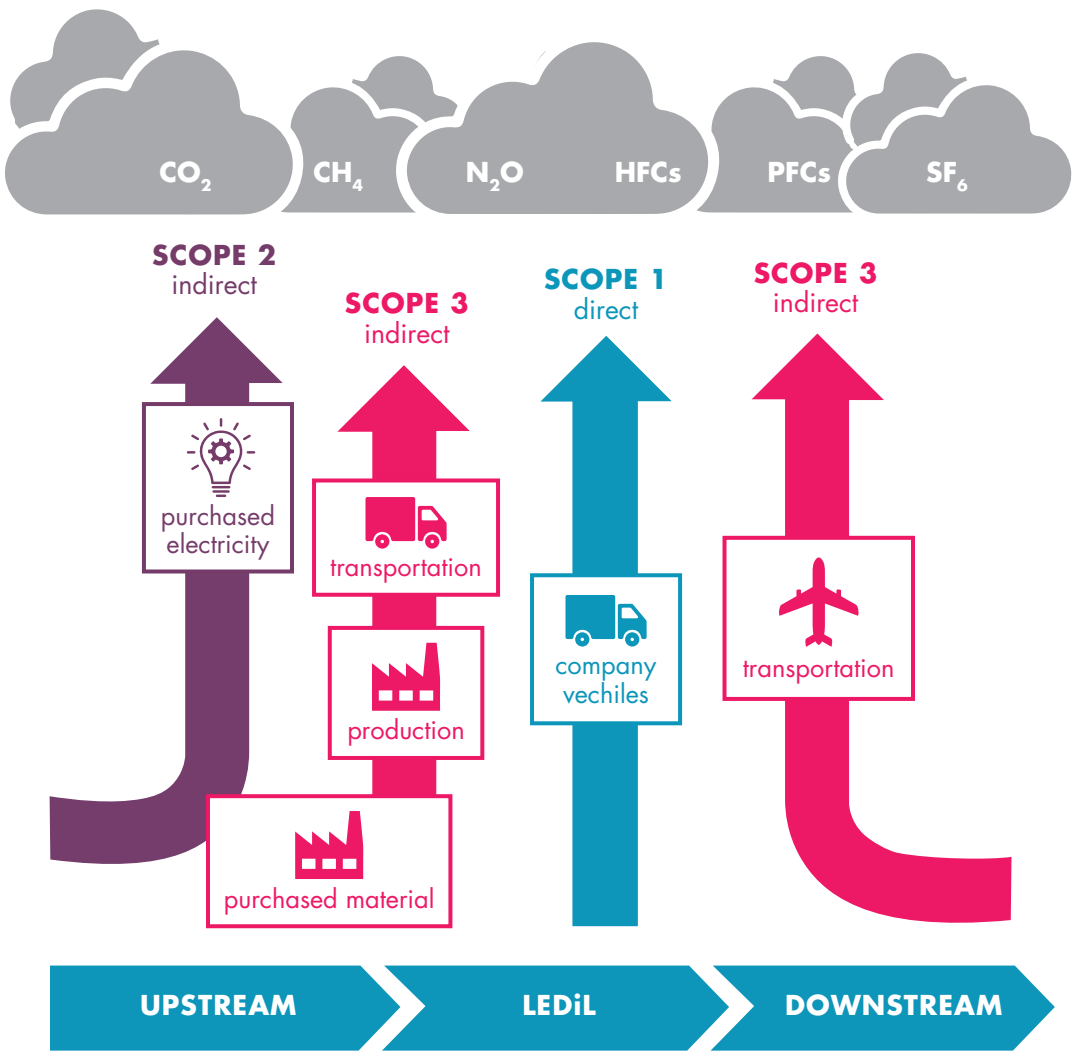 CO₂
CH₄
N₂O
HFCs
PFCs
SF₆
SCOPE 2
indirect
purchased
electricity
SCOPE 3
indirect
transportation
production
purchased material
SCOPE 1
direct
company
vechiles
SCOPE 3
indirect
transportation
UPSTREAM
LEDiL
DOWNSTREAM